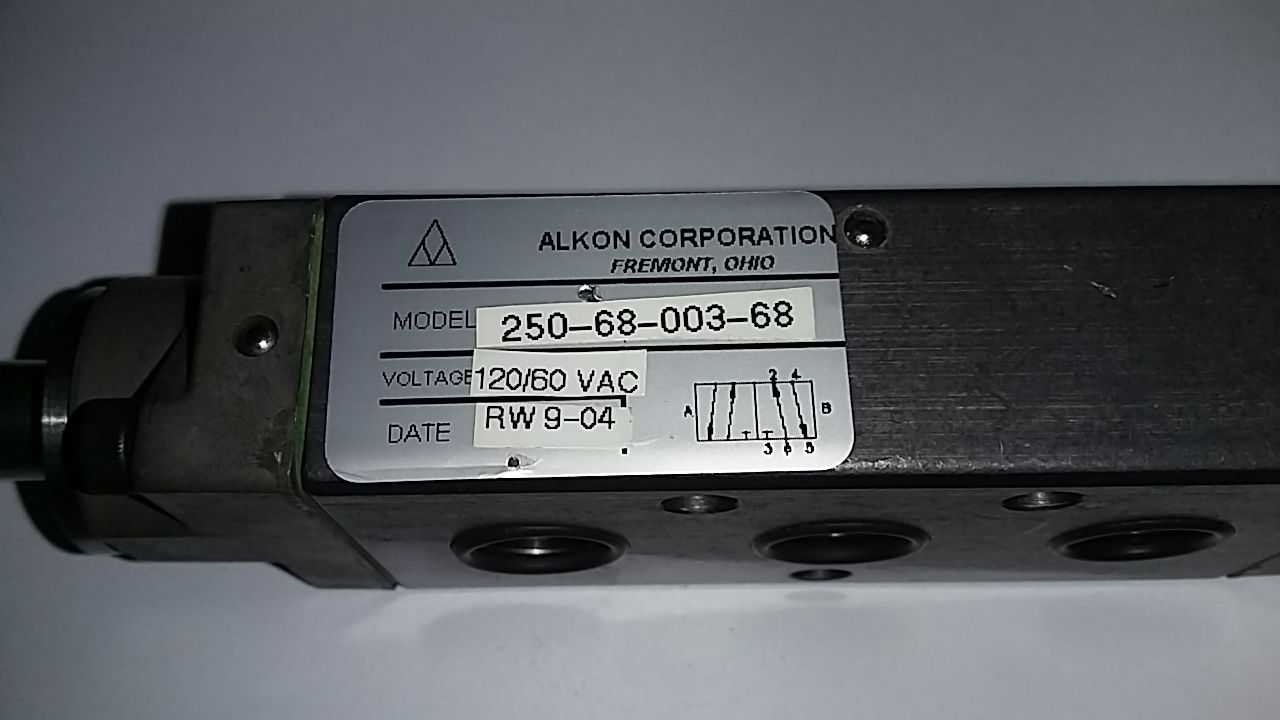 ALKON CORPORATION
FREMONT, OHIO
MODEL 250-68-003-68
VOLTAGE 120/60 VAC
DATE RW 9-04
2 4
A B
3 5